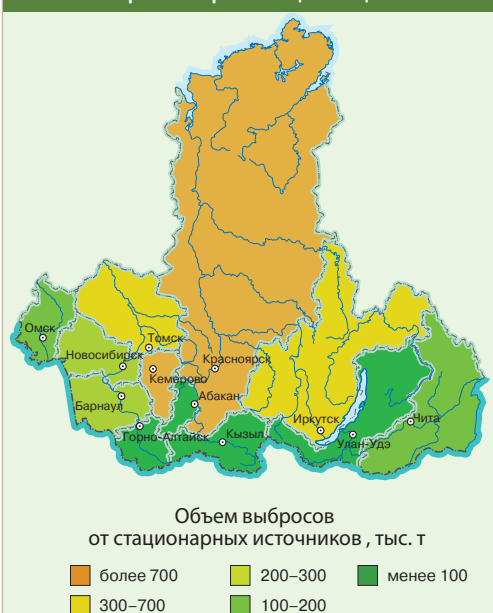 Омск
Томск
Новосибирск
Красноярск
Кемерово
Абакан
Барнаул
Иркутск
Чита
Горно-Алтайск
Кызыл
Улан-Удэ
Объем выбросов
от стационарных источников , тыс. т
более 700
200–300
менее 100
300–700
100–200